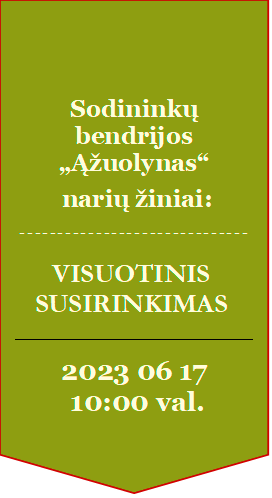 Sodininkų
bendrijos
„Ąžuolynas“
narių žiniai:
VISUOTINIS
SUSIRINKIMAS
2023 06 17
10:00 val.